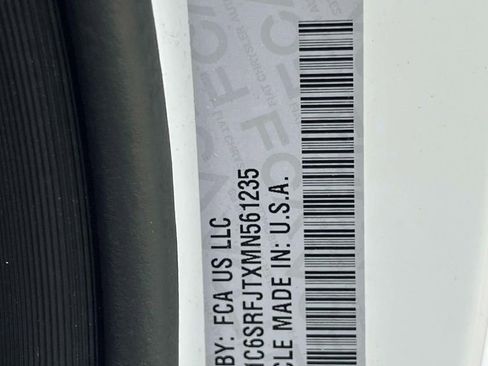 BY: FCA US LLC
1C6SRFJTXMN561235
CLE MADE IN: U.S.A.